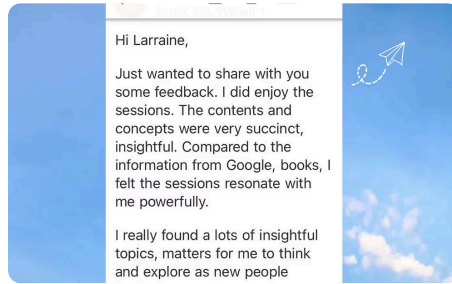 Hi Larraine,
Just wanted to share with you
some feedback. I did enjoy the
sessions. The contents and
concepts were very succinct,
insightful. Compared to the
information from Google, books, I
felt the sessions resonate with
me powerfully.
I really found a lots of insightful
topics, matters for me to think
and explore as new people